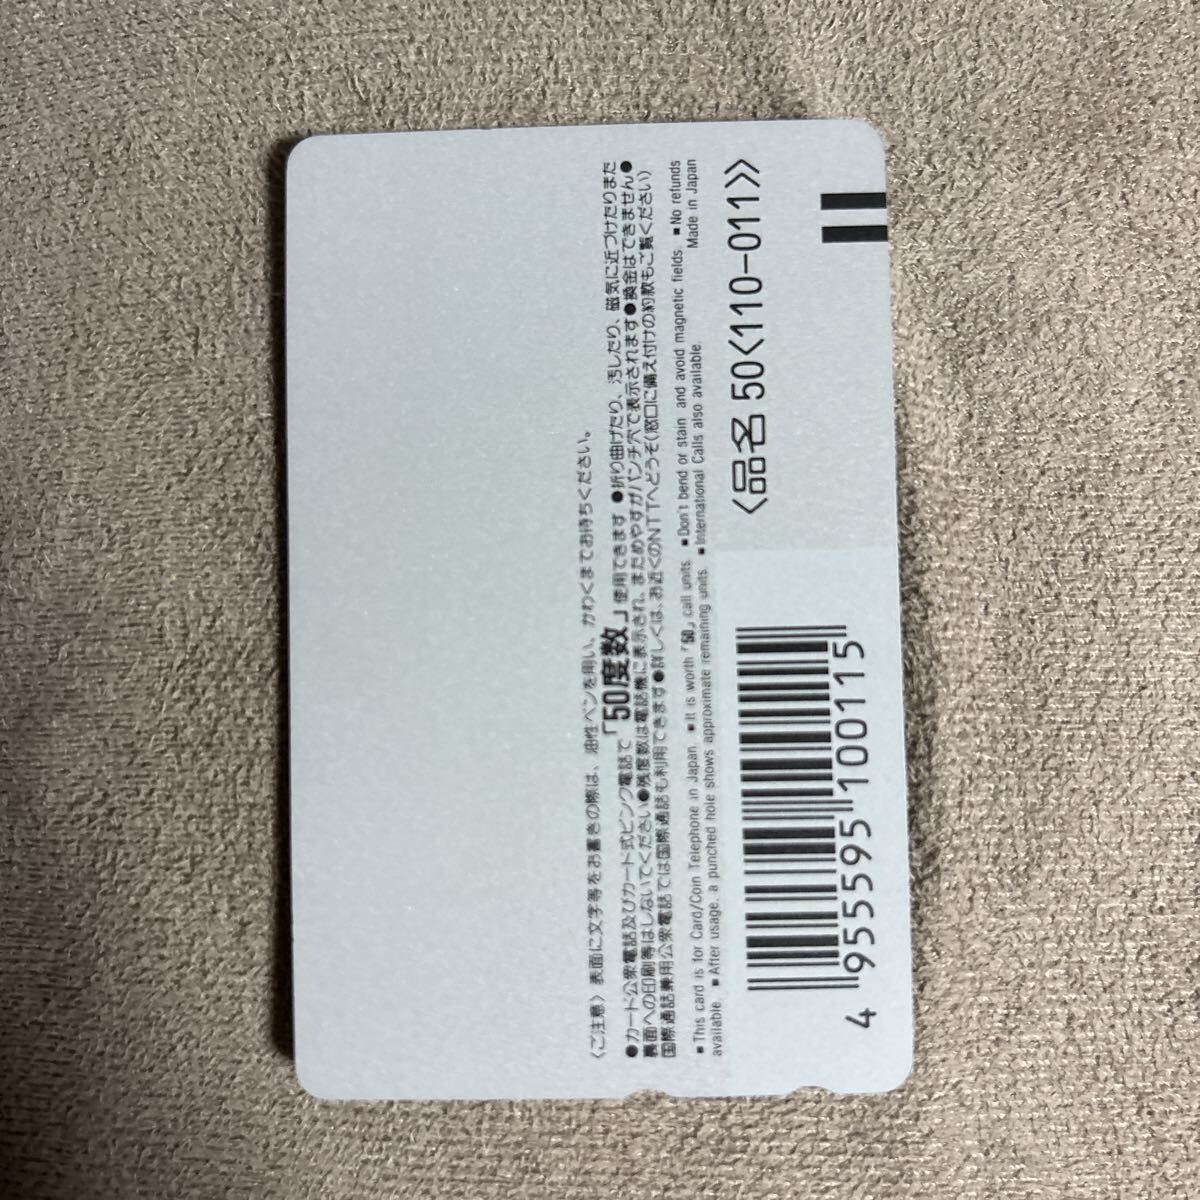 〈ご注意〉表面に文字等をお書きの際は、油性ペンを用い、かわくまでお待ちください。
●カード公衆電話及びカード式ピンク電話で「50度数」使用できます ●折り曲げたり、汚したり、磁気に近づけたりまた
裏面への印刷等はしないでください●残度数は電話機に表示され、まためやすがパンチ穴で表示されます●換金はできません●
国際通話兼用公衆電話では国際通話も利用できます●詳しくは、お近くのNTTへどうぞ(窓口に備え付けの約款もご覧ください)
■This card is for Card/Coin Telephone in Japan. ■It is worth「50」call units. ■Don't bend or stain and avoid magnetic fields. ■No refunds
available. ■After usage, a punched hole shows approximate remaining units. ■International Calls also available. Made in Japan
〈品名 50〈110-011〉〉
4 955595 100115